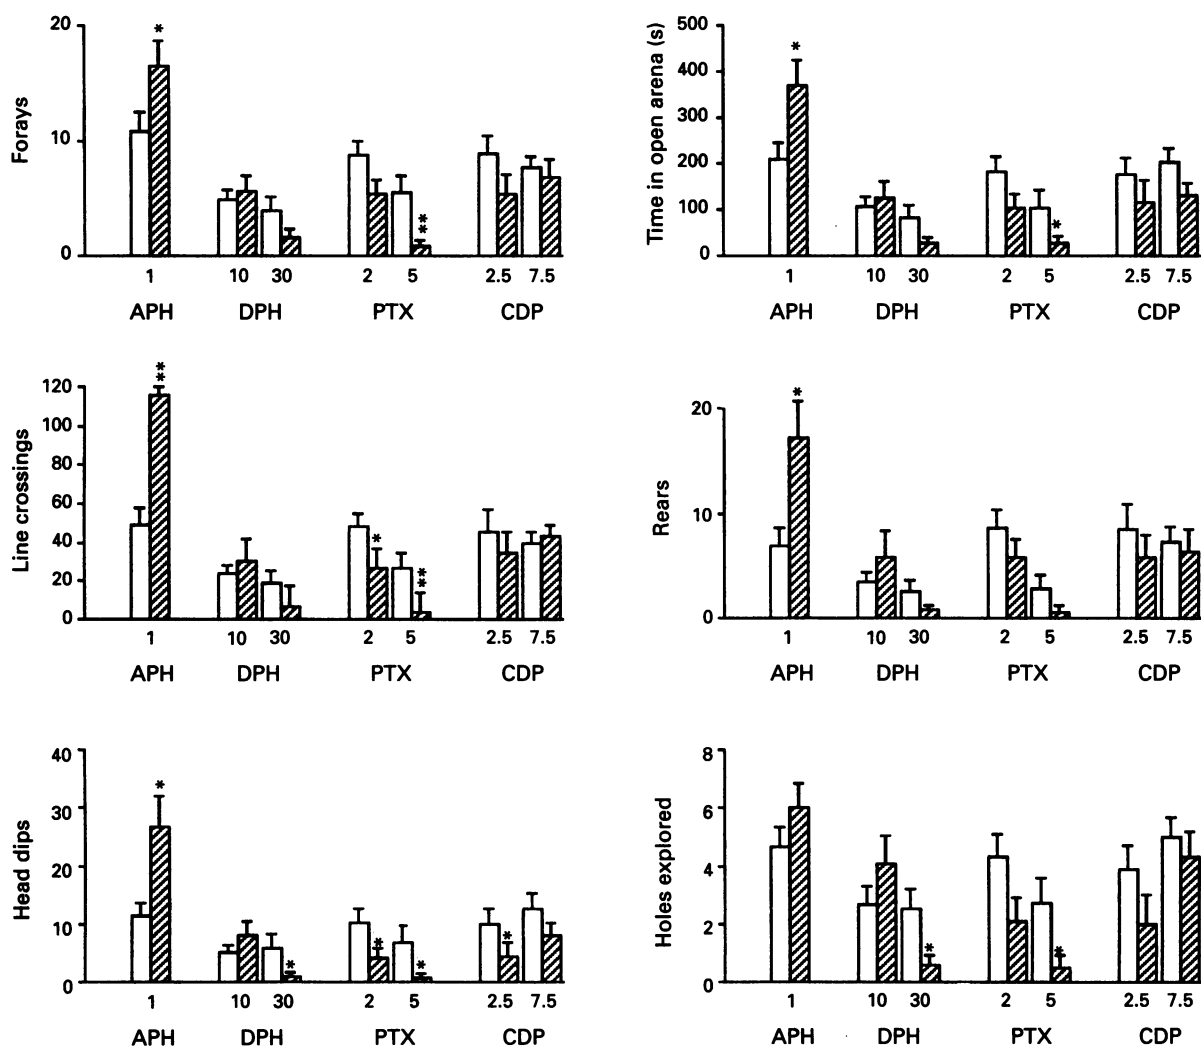 Forays
20
10
0
*
**
1 10 30 2 5 2.5 7.5
APH DPH PTX CDP
Time in open arena (s)
500
400
300
200
100
0
*
*
1 10 30 2 5 2.5 7.5
APH DPH PTX CDP
Line crossings
120
100
80
60
40
20
0
**
*
**
1 10 30 2 5 2.5 7.5
APH DPH PTX CDP
Rears
20
10
0
*
1 10 30 2 5 2.5 7.5
APH DPH PTX CDP
Head dips
40
30
20
10
0
*
*
*
*
*
1 10 30 2 5 2.5 7.5
APH DPH PTX CDP
Holes explored
8
6
4
2
0
*
*
1 10 30 2 5 2.5 7.5
APH DPH PTX CDP